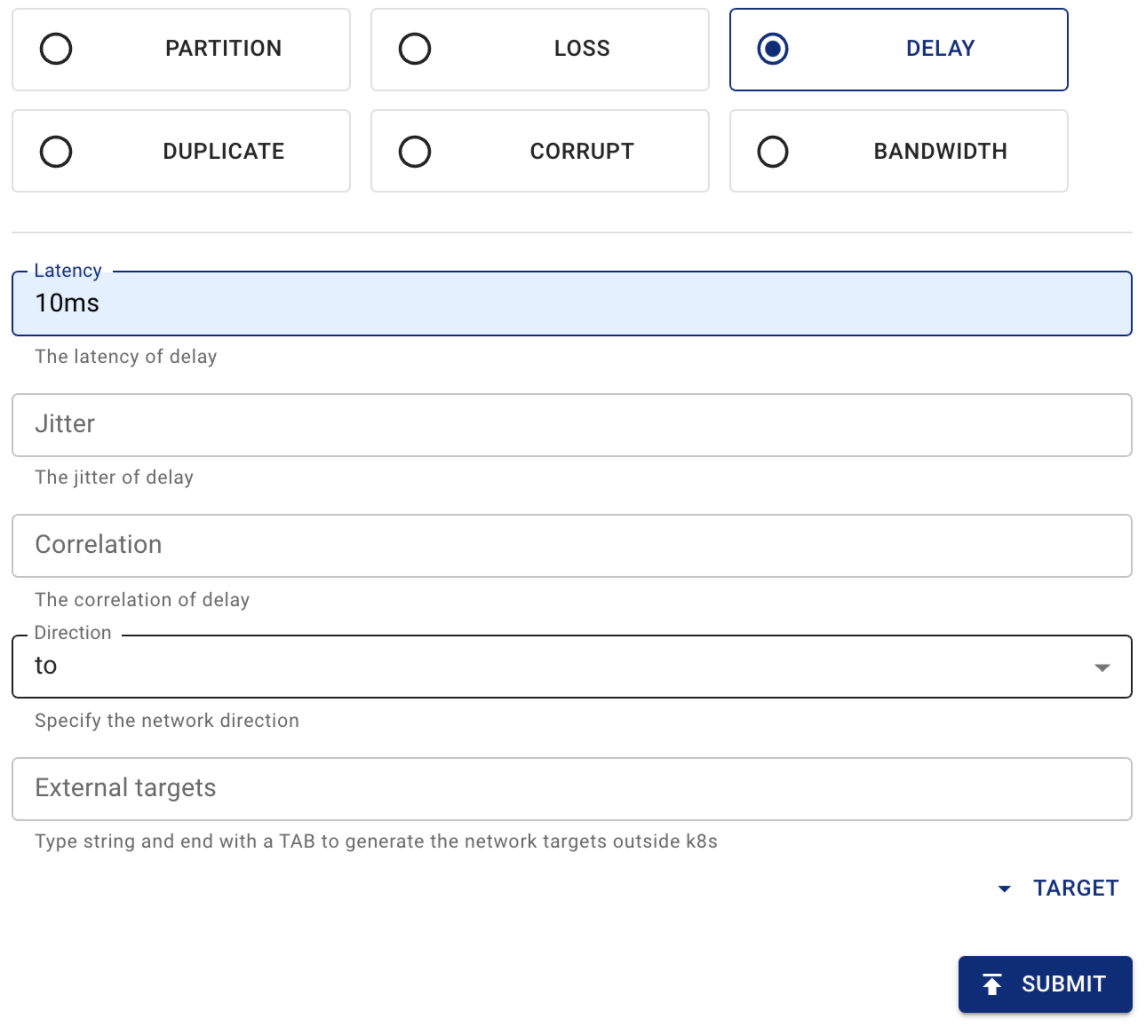 PARTITION
LOSS
DELAY
DUPLICATE
CORRUPT
BANDWIDTH
Latency
10ms
The latency of delay
Jitter
The jitter of delay
Correlation
The correlation of delay
Direction
to
Specify the network direction
External targets
Type string and end with a TAB to generate the network targets outside k8s
TARGET
SUBMIT